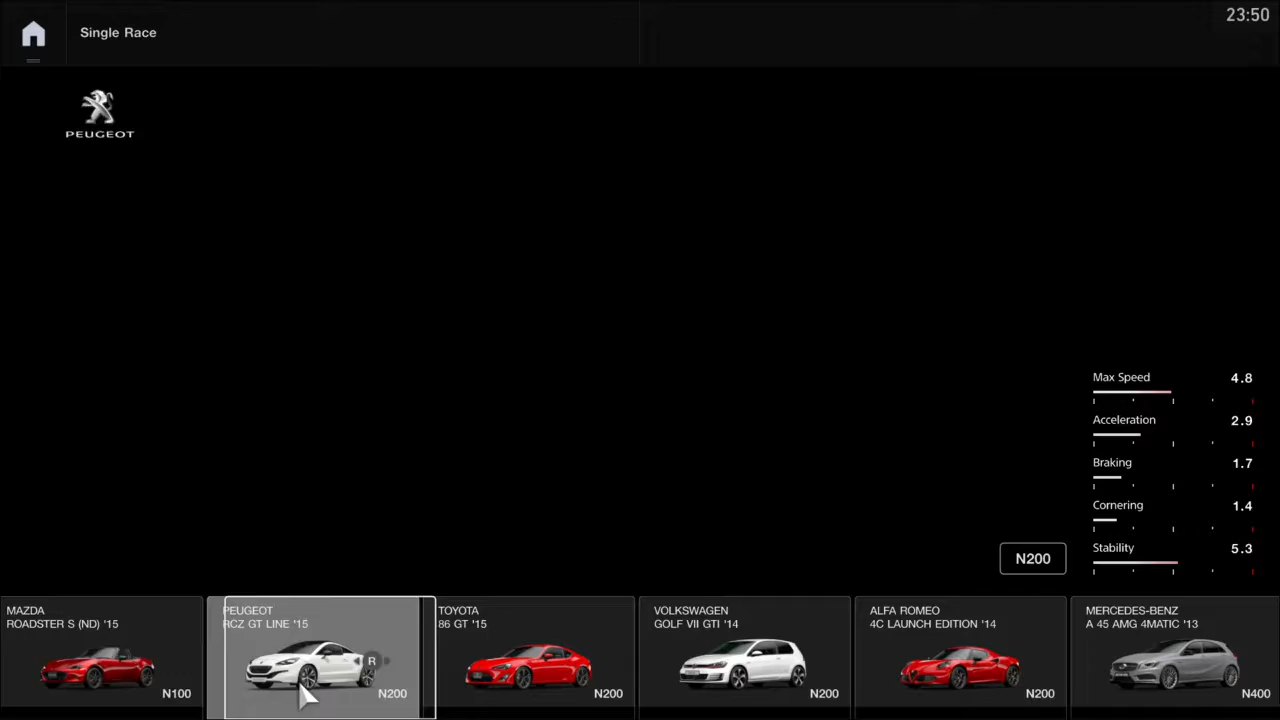 23:50
Single Race
PEUGEOT
Max Speed 4.8
Acceleration 2.9
Braking 1.7
Cornering 1.4
Stability 5.3
N200
MAZDA
ROADSTER S (ND) '15
N100
PEUGEOT
RCZ GT LINE '15
R
N200
TOYOTA
86 GT '15
N200
VOLKSWAGEN
GOLF VII GTI '14
N200
ALFA ROMEO
4C LAUNCH EDITION '14
N200
MERCEDES-BENZ
A 45 AMG 4MATIC '13
N400